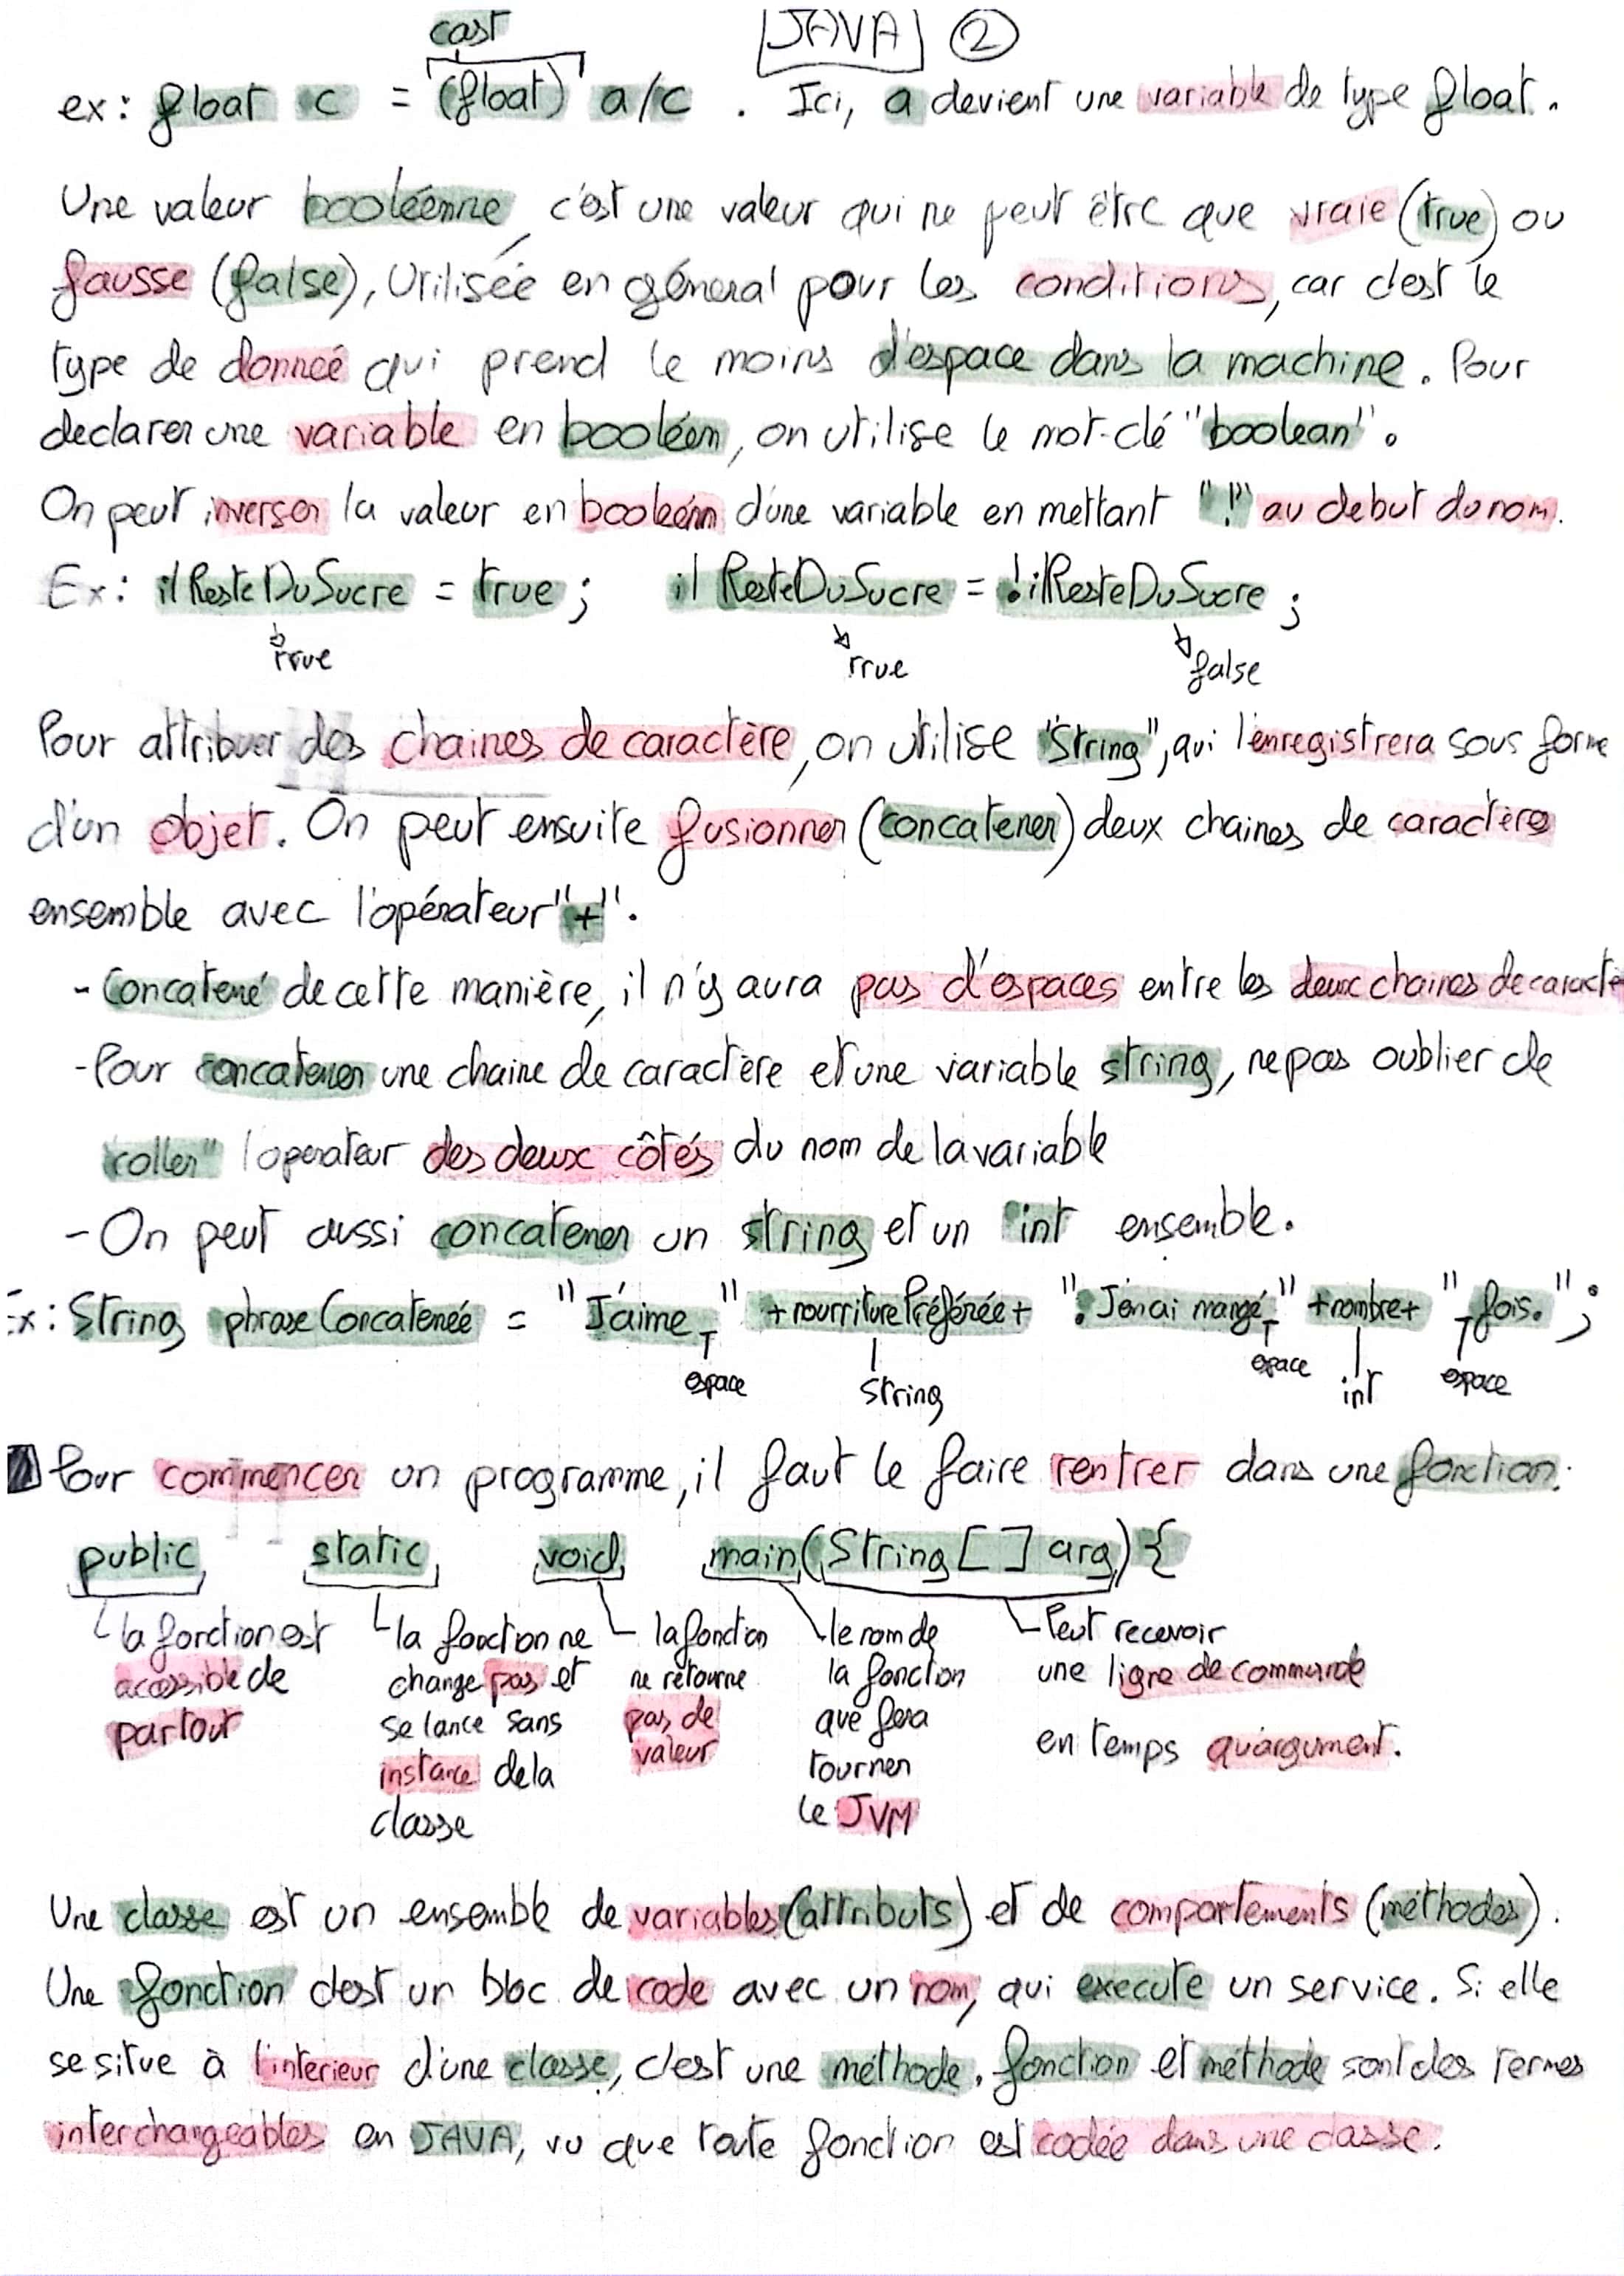 cast
JAVA ②
ex: float c = (float) a/c . Ici, a devient une variable de type float.
Une valeur booléénne, c'est une valeur qui ne peut être que vraie (true) ou
fausse (false), Utilisée en géneral pour les conditions, car c'est le
type de donneé qui prend le moins d'espace dans la machine. Pour
declarer une variable en booléen, on utilise le mot-clé "boolean".
On peut inverser la valeur en booleénn d'une variable en mettant "!" au debut du nom.
Ex: ilResteDuSucre = true; ilResteDuSucre = !ilResteDuSucre;
true true false
Pour attribuer des chaines de caractère, on utilise "String", qui l'enregistrera sous forme
d'un objet. On peut ensuite fusionner (concatener) deux chaines de caractères
ensemble avec l'opérateur "+".
- Concatené de cette manière, il n'y aura pas d'espaces entre les deux chaines de caractè
- Pour concatener une chaine de caractère et une variable string, ne pas oublier de
"coller" l'operateur des deux côtés du nom de la variable
- On peut aussi concatener un string et un int ensemble.
Ex: String phraseConcatenée = "J'aime " +nourriturePréférée+ ". J'en ai mangé " +nombre+ " fois.";
espace string espace int espace
Pour commencer un programme, il faut le faire rentrer dans une fonction:
public static void main(String[] arg){
la fonction est la fonction ne la fonction le nom de Peut recevoir
acessible de change pas et ne retourne la fonction une ligne de commande
partout se lance sans pas de que fera en temps qu'argument.
instance de la valeur tourner
classe le JVM
Une classe est un ensemble de variables (attributs) et de comportements (méthodes).
Une fonction c'est un bloc de code avec un nom, qui execute un service. Si elle
se situe à l'interieur d'une classe, c'est une méthode. fonction et méthode sont des termes
interchangeables en JAVA, vu que toute fonction est codée dans une classe.